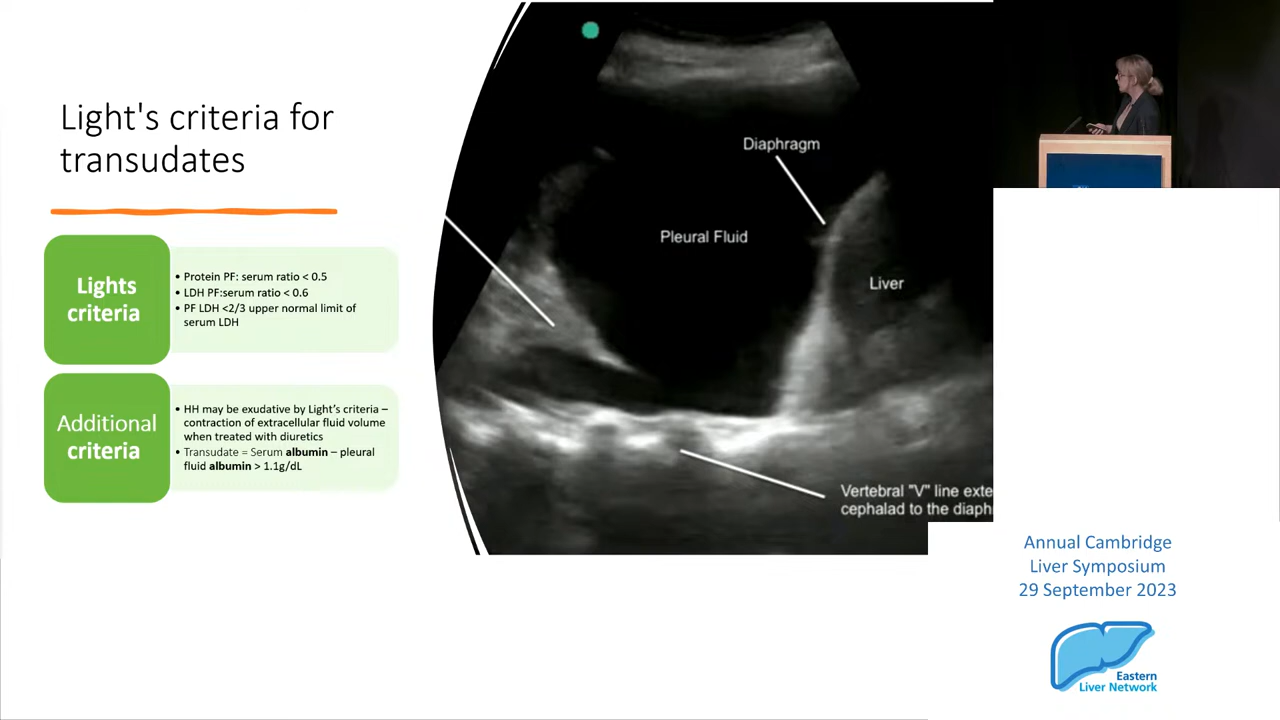 Light's criteria for
transudates
Lights
criteria
• Protein PF: serum ratio < 0.5
• LDH PF:serum ratio < 0.6
• PF LDH <2/3 upper normal limit of
serum LDH
Additional
criteria
• HH may be exudative by Light's criteria –
contraction of extracellular fluid volume
when treated with diuretics
• Transudate = Serum albumin – pleural
fluid albumin > 1.1g/dL
Diaphragm
Pleural Fluid
Liver
Vertebral "V" line exte
cephalad to the diaph
Annual Cambridge
Liver Symposium
29 September 2023
Eastern
Liver Network